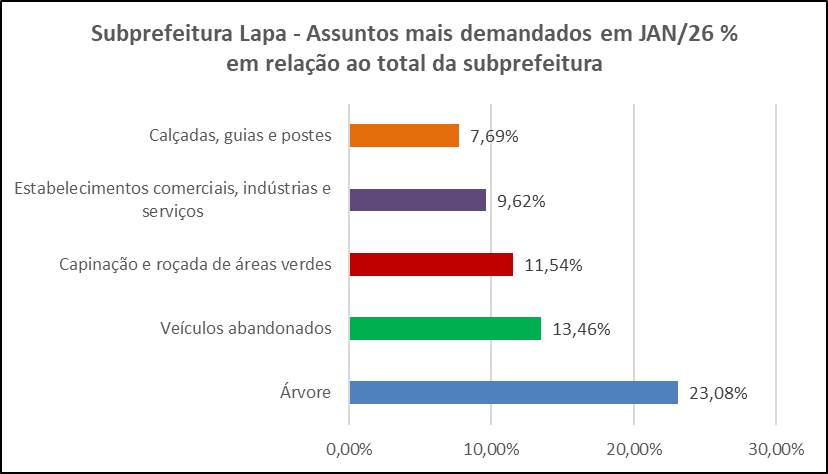 Subprefeitura Lapa - Assuntos mais demandados em JAN/26 %
em relação ao total da subprefeitura
Calçadas, guias e postes
7,69%
Estabelecimentos comerciais, indústrias e
serviços
9,62%
Capinação e roçada de áreas verdes
11,54%
Veículos abandonados
13,46%
Árvore
23,08%
0,00%
10,00%
20,00%
30,00%